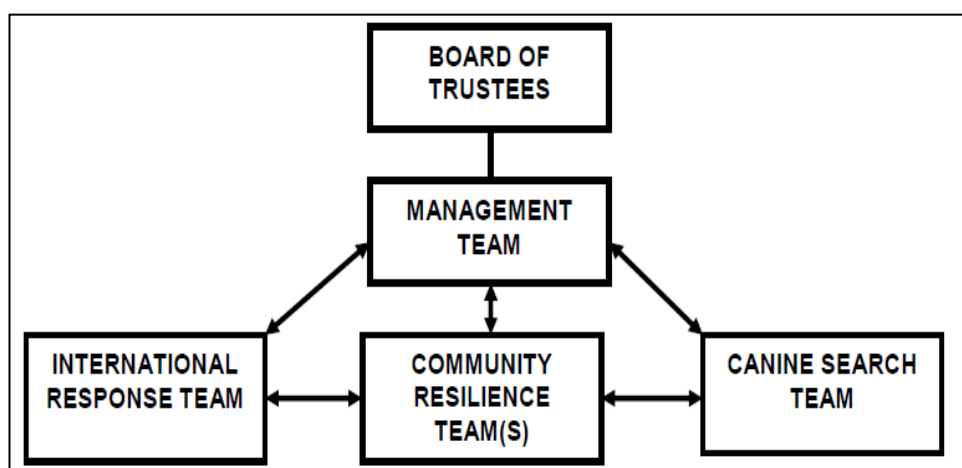 BOARD OF
TRUSTEES
MANAGEMENT
TEAM
INTERNATIONAL
RESPONSE TEAM
COMMUNITY
RESILIENCE
TEAM(S)
CANINE SEARCH
TEAM